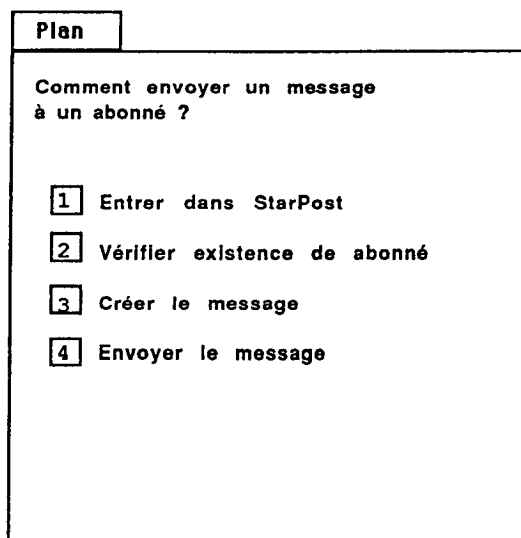 Plan
Comment envoyer un message
à un abonné ?
1 Entrer dans StarPost
2 Vérifier existence de abonné
3 Créer le message
4 Envoyer le message